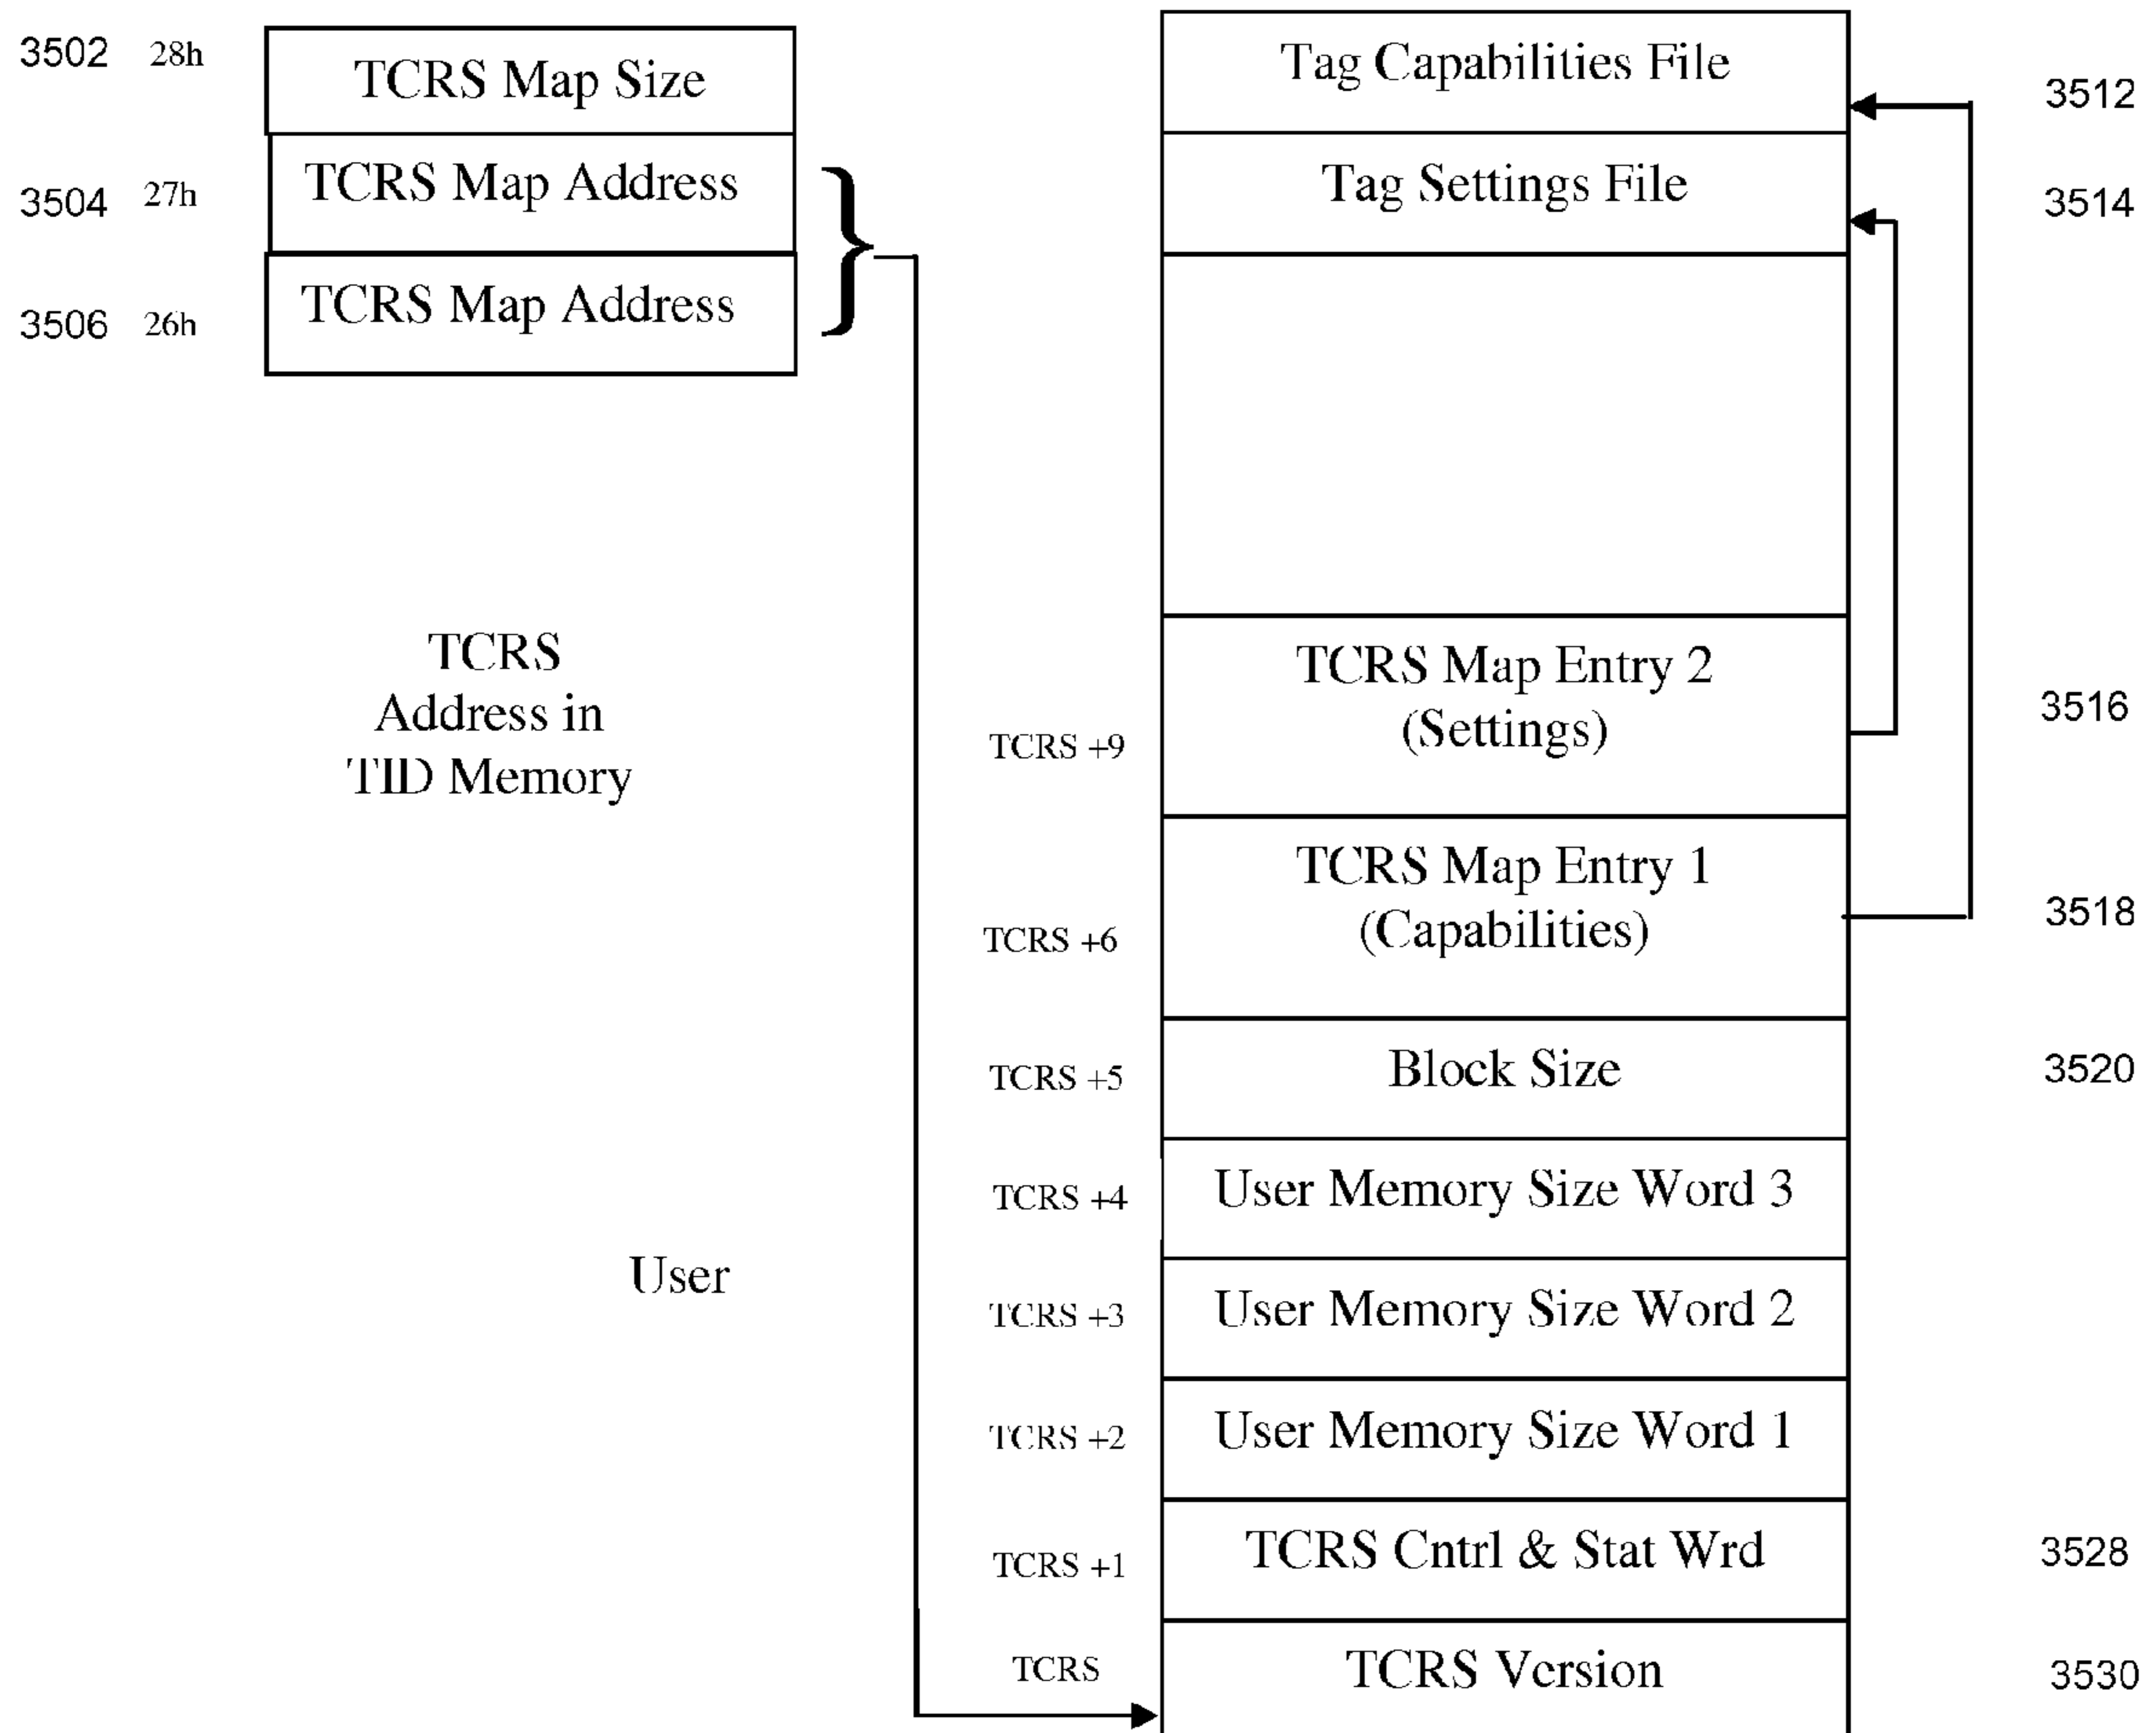 3502 28h TCRS Map Size
3504 27h TCRS Map Address
3506 26h TCRS Map Address
TCRS
Address in
TID Memory
User
Tag Capabilities File 3512
Tag Settings File 3514
TCRS +9 TCRS Map Entry 2
(Settings) 3516
TCRS +6 TCRS Map Entry 1
(Capabilities) 3518
TCRS +5 Block Size 3520
TCRS +4 User Memory Size Word 3
TCRS +3 User Memory Size Word 2
TCRS +2 User Memory Size Word 1
TCRS +1 TCRS Cntrl & Stat Wrd 3528
TCRS TCRS Version 3530